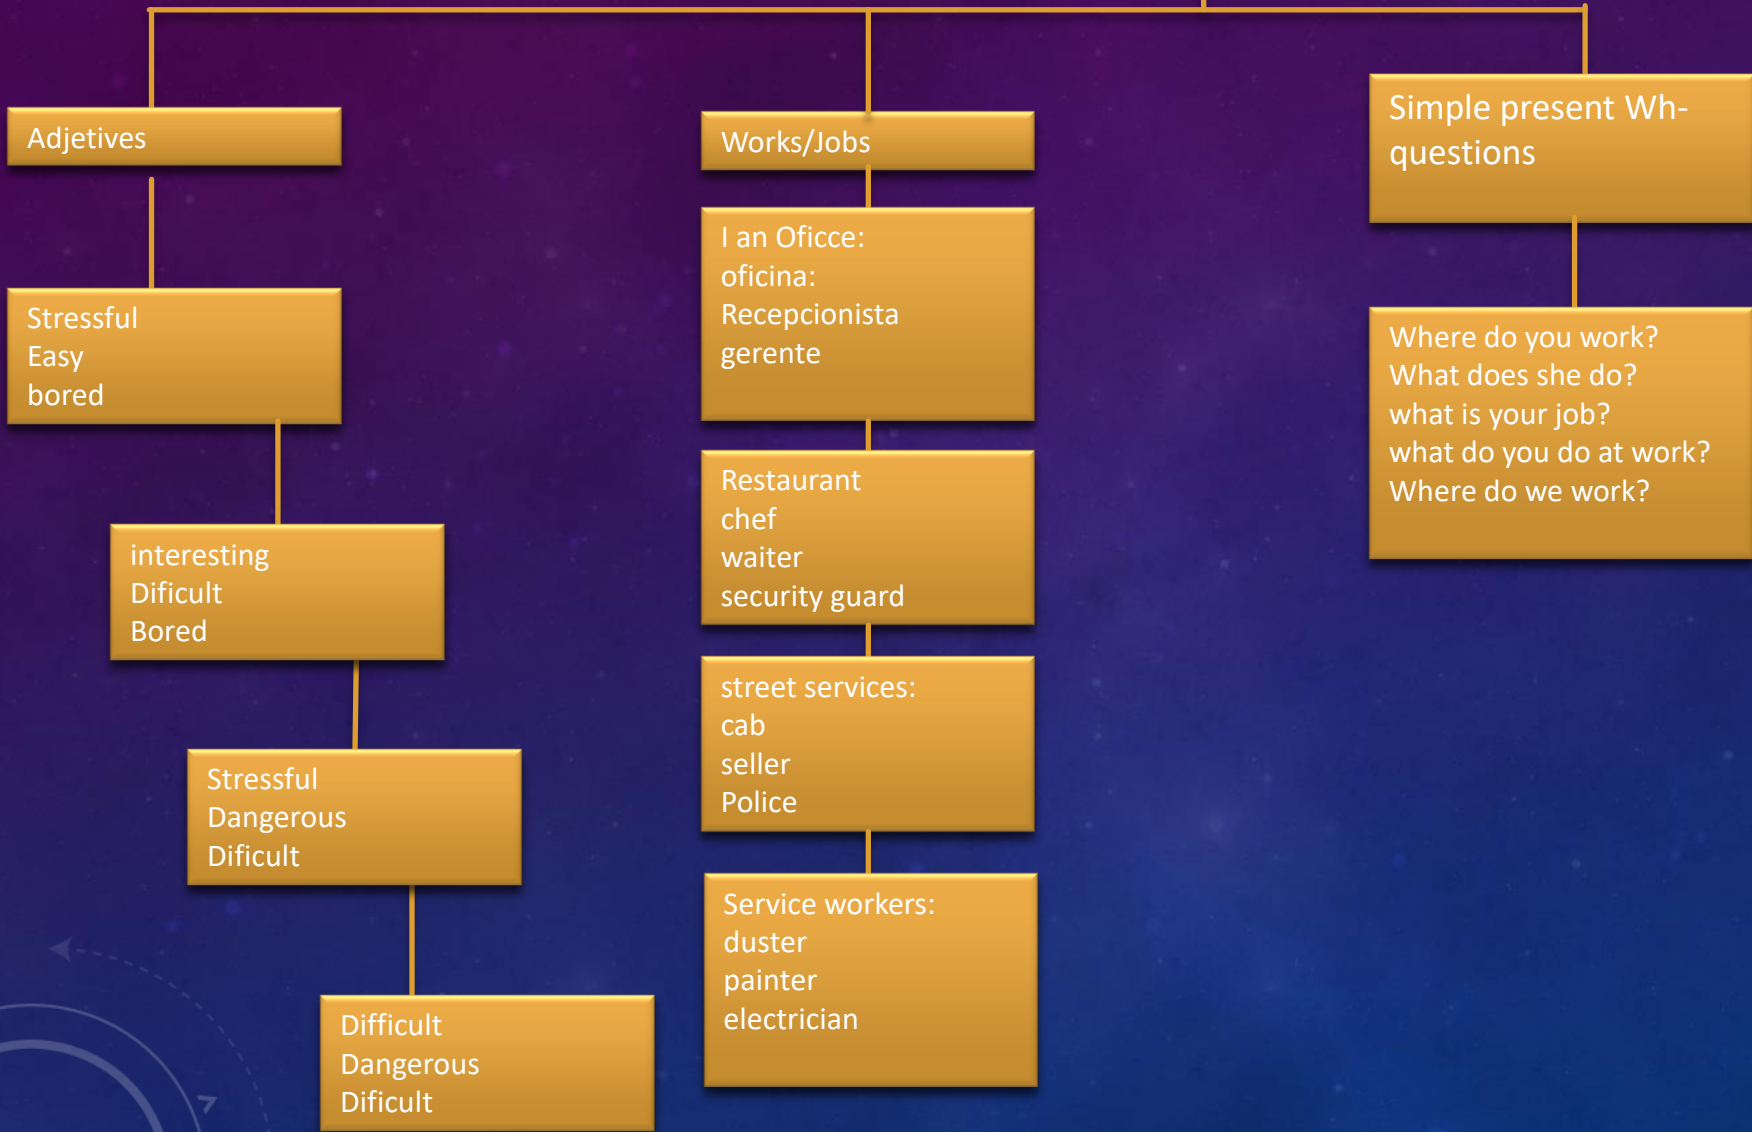 Adjetives
Stressful
Easy
bored
interesting
Dificult
Bored
Stressful
Dangerous
Dificult
Difficult
Dangerous
Dificult
Works/Jobs
I an Oficce:
oficina:
Recepcionista
gerente
Restaurant
chef
waiter
security guard
street services:
cab
seller
Police
Service workers:
duster
painter
electrician
Simple present Wh-
questions
Where do you work?
What does she do?
what is your job?
what do you do at work?
Where do we work?